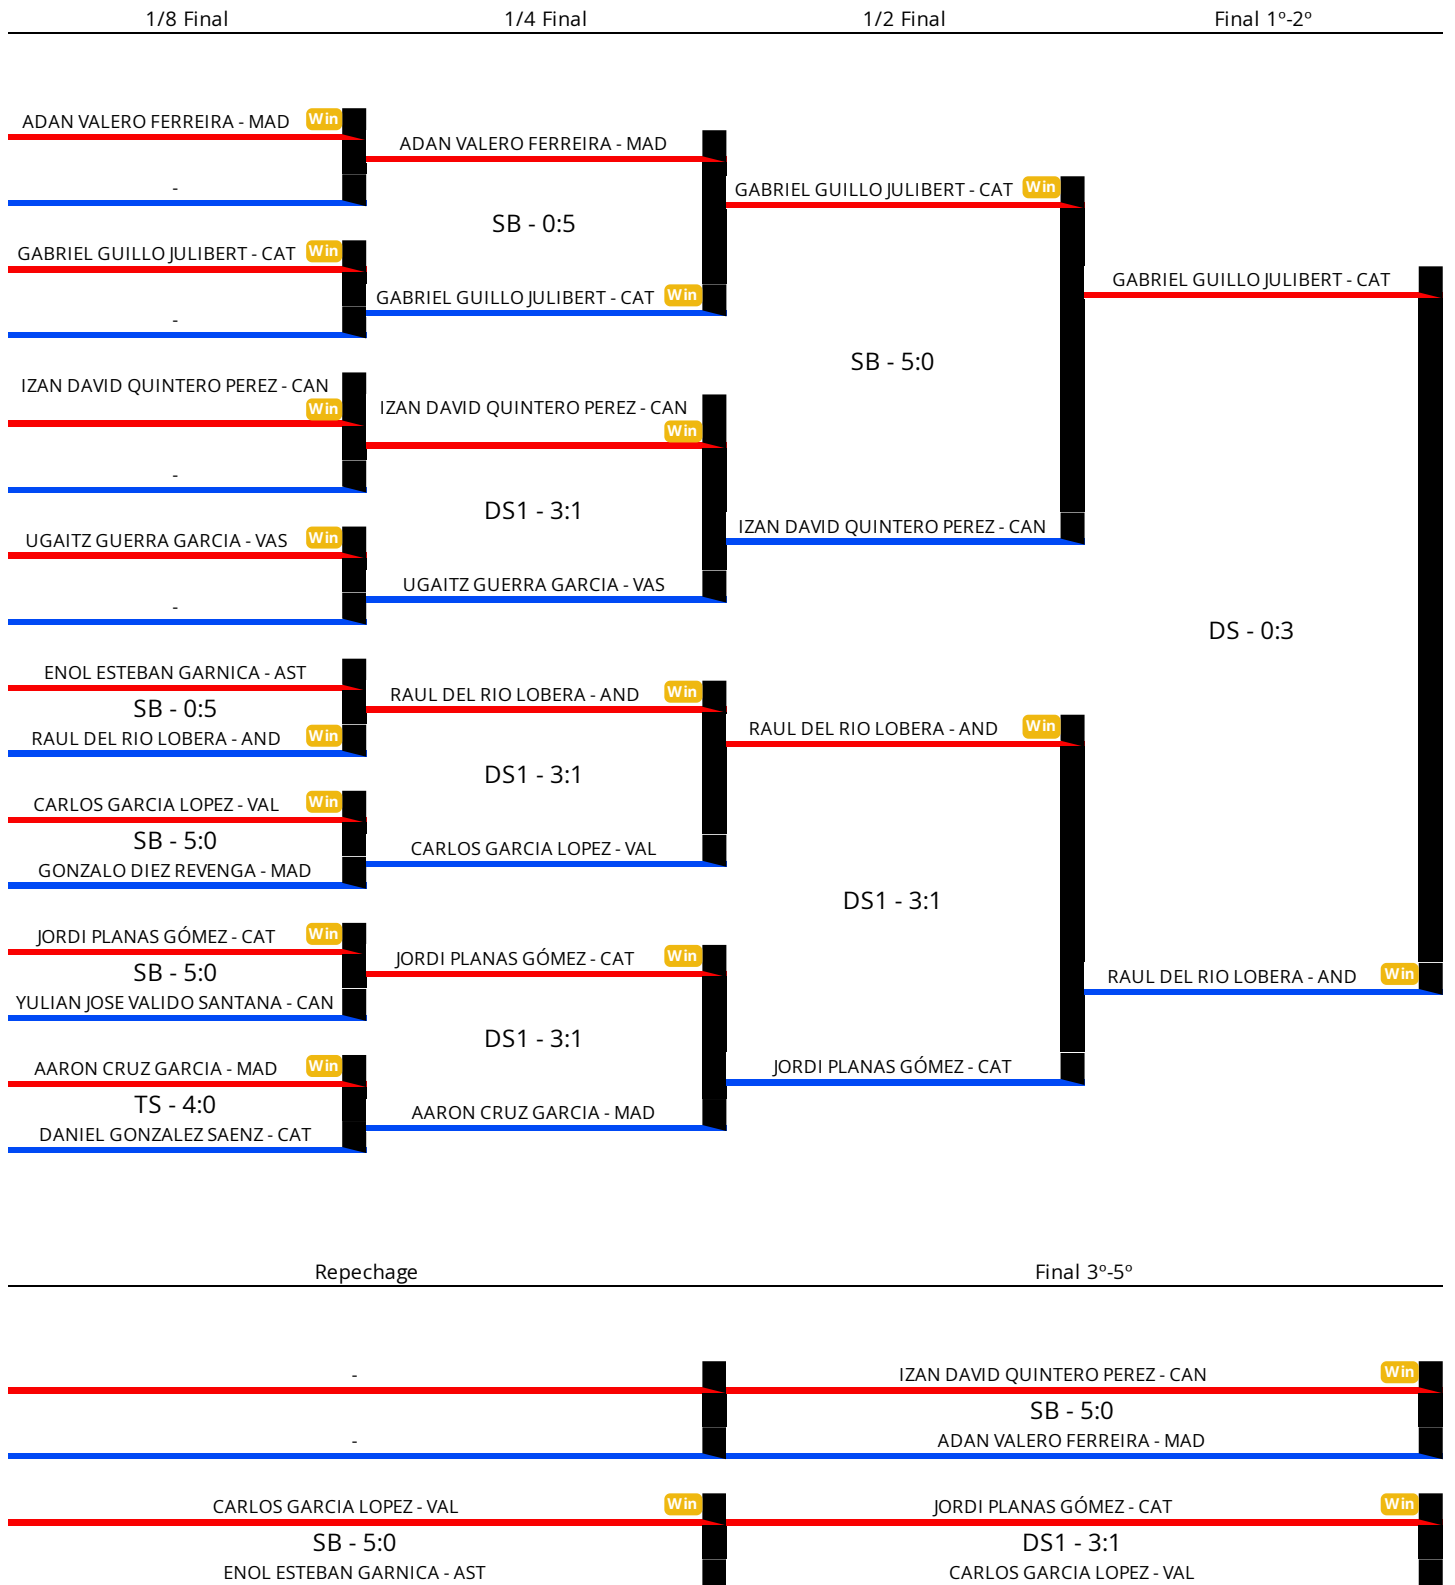 1/8 Final 1/4 Final 1/2 Final Final 1º-2º
ADAN VALERO FERREIRA - MAD Win
-
GABRIEL GUILLO JULIBERT - CAT Win
-
IZAN DAVID QUINTERO PEREZ - CAN
Win
-
UGAITZ GUERRA GARCIA - VAS Win
-
ENOL ESTEBAN GARNICA - AST
SB - 0:5
RAUL DEL RIO LOBERA - AND Win
CARLOS GARCIA LOPEZ - VAL Win
SB - 5:0
GONZALO DIEZ REVENGA - MAD
JORDI PLANAS GÓMEZ - CAT Win
SB - 5:0
YULIAN JOSE VALIDO SANTANA - CAN
AARON CRUZ GARCIA - MAD Win
TS - 4:0
DANIEL GONZALEZ SAENZ - CAT
ADAN VALERO FERREIRA - MAD
SB - 0:5
GABRIEL GUILLO JULIBERT - CAT Win
IZAN DAVID QUINTERO PEREZ - CAN
Win
DS1 - 3:1
UGAITZ GUERRA GARCIA - VAS
RAUL DEL RIO LOBERA - AND Win
DS1 - 3:1
CARLOS GARCIA LOPEZ - VAL
JORDI PLANAS GÓMEZ - CAT Win
DS1 - 3:1
AARON CRUZ GARCIA - MAD
GABRIEL GUILLO JULIBERT - CAT Win
SB - 5:0
IZAN DAVID QUINTERO PEREZ - CAN
RAUL DEL RIO LOBERA - AND Win
DS1 - 3:1
JORDI PLANAS GÓMEZ - CAT
GABRIEL GUILLO JULIBERT - CAT
DS - 0:3
RAUL DEL RIO LOBERA - AND Win
Repechage Final 3º-5º
-
-
CARLOS GARCIA LOPEZ - VAL Win
SB - 5:0
ENOL ESTEBAN GARNICA - AST
IZAN DAVID QUINTERO PEREZ - CAN Win
SB - 5:0
ADAN VALERO FERREIRA - MAD
JORDI PLANAS GÓMEZ - CAT Win
DS1 - 3:1
CARLOS GARCIA LOPEZ - VAL